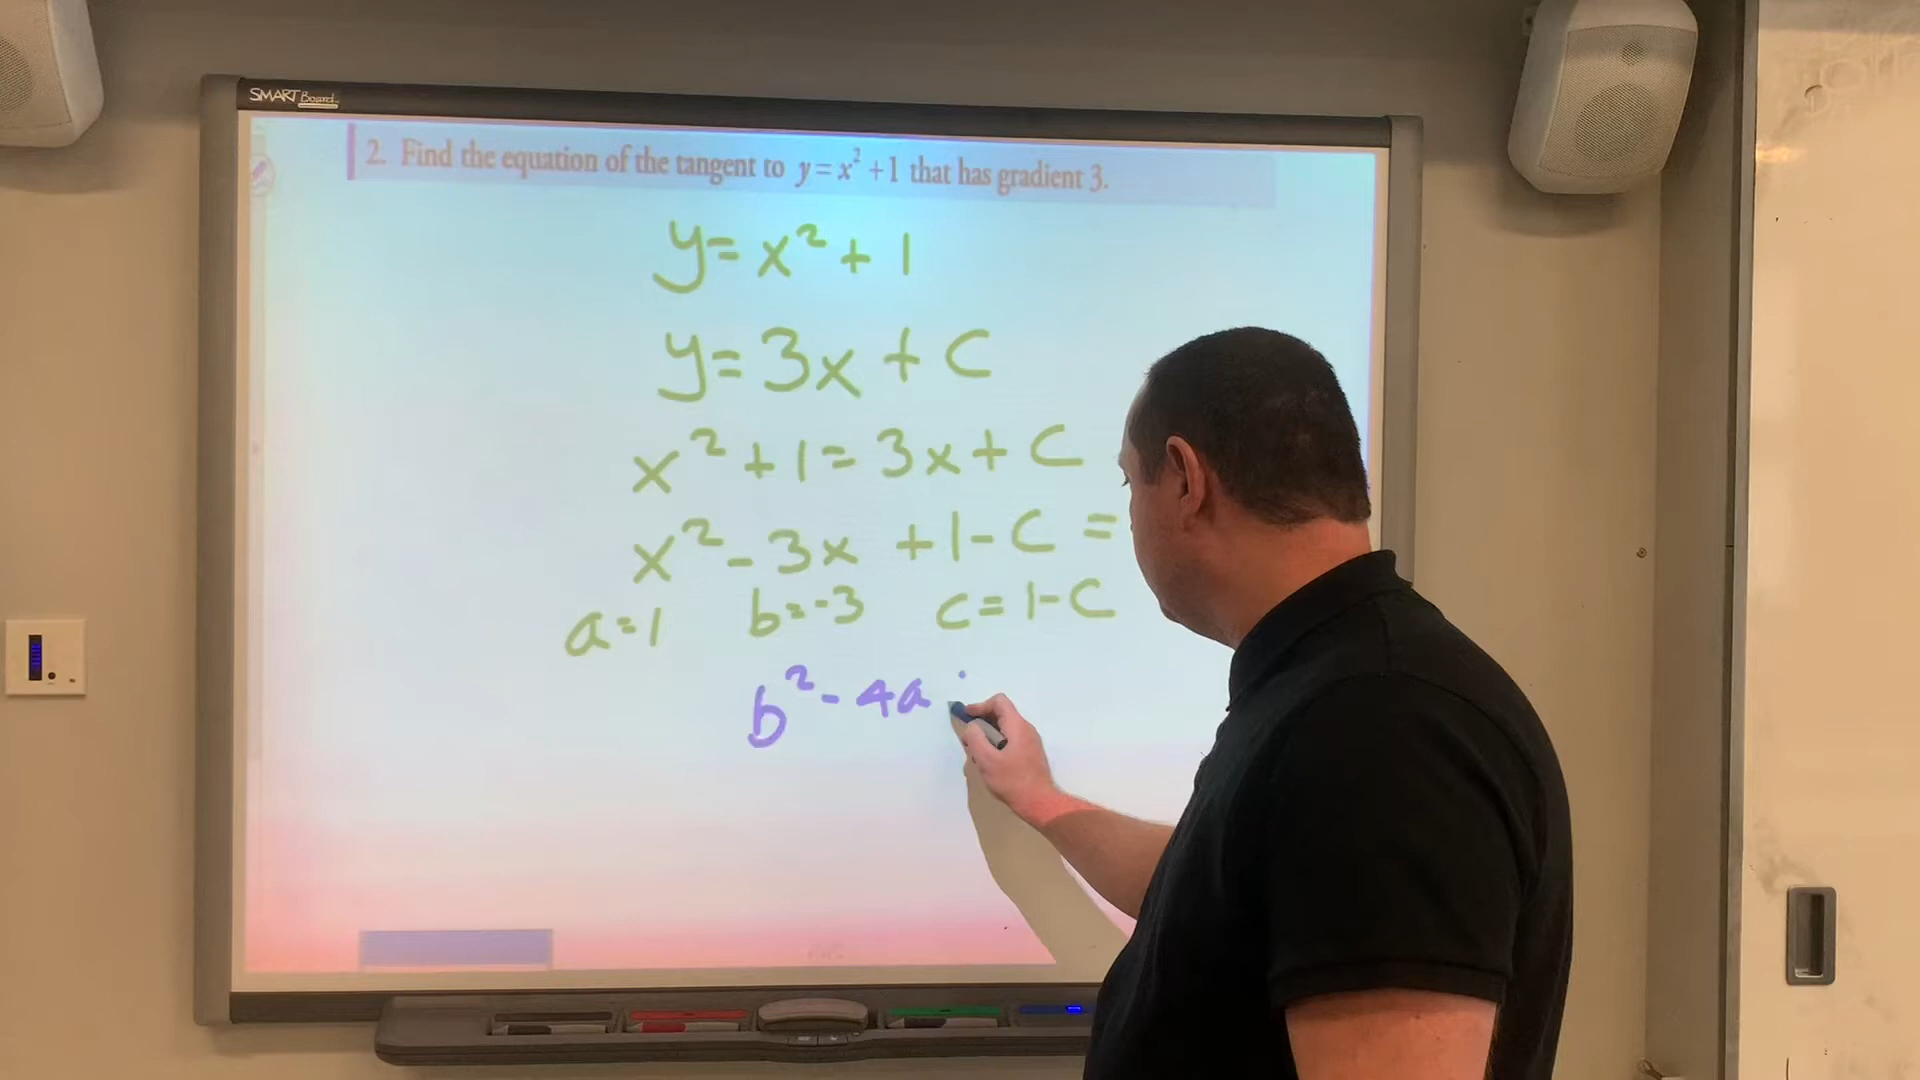 SMART Board
2. Find the equation of the tangent to y = x² + 1 that has gradient 3.
y = x² + 1
y = 3x + C
x² + 1 = 3x + C
x² - 3x + 1 - C =
a = 1 b = -3 c = 1 - C
b² - 4a